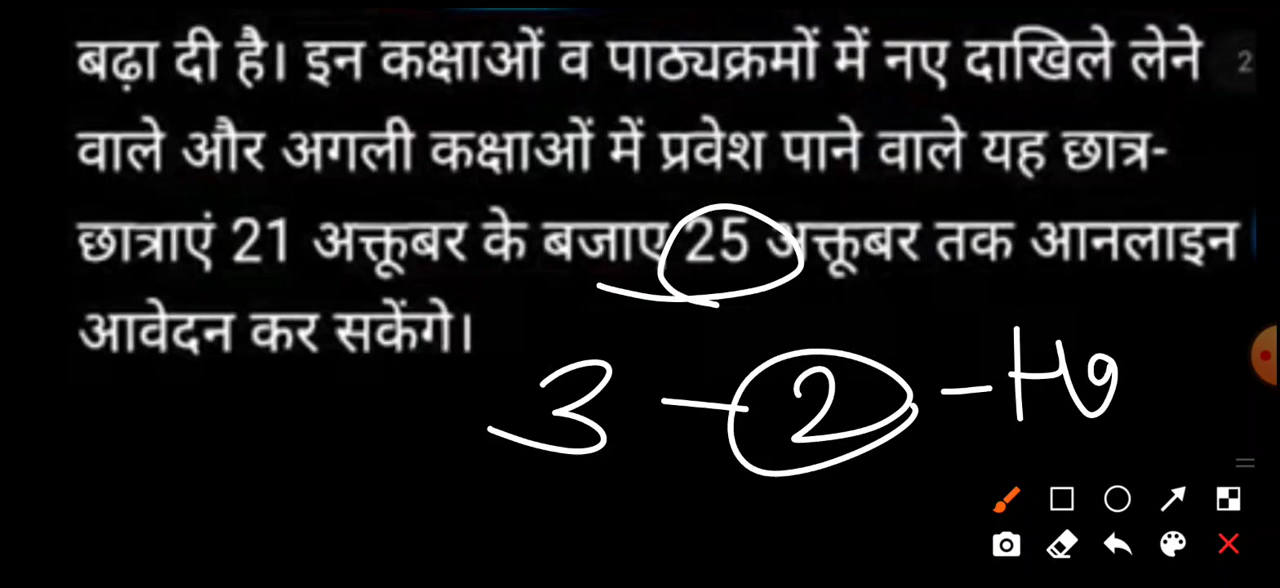 बढ़ा दी है। इन कक्षाओं व पाठ्यक्रमों में नए दाखिले लेने 2
वाले और अगली कक्षाओं में प्रवेश पाने वाले यह छात्र-
छात्राएं 21 अक्तूबर के बजाए 25 अक्तूबर तक आनलाइन
आवेदन कर सकेंगे।
3 - 2 -